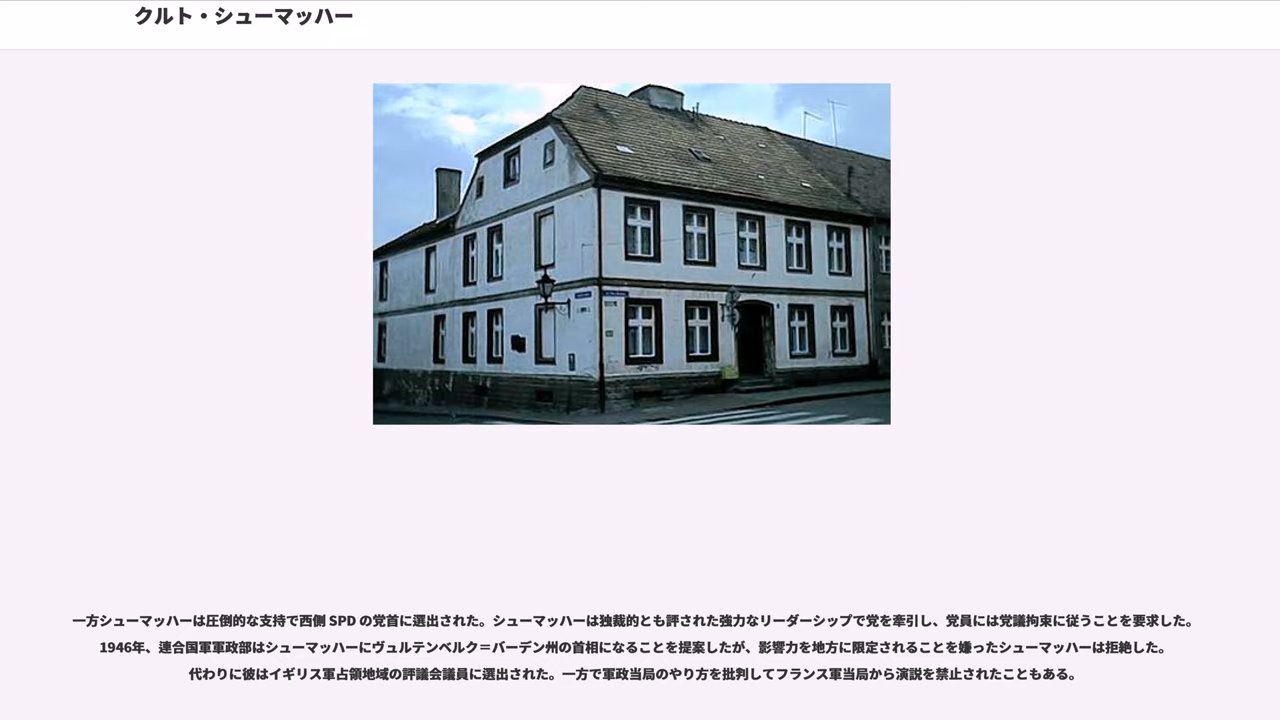 クルト・シューマッハー
一方シューマッハーは圧倒的な支持で西側 SPD の党首に選出された。シューマッハーは独裁的とも評された強力なリーダーシップで党を牽引し、党員には党議拘束に従うことを要求した。
1946年、連合国軍軍政部はシューマッハーにヴュルテンベルク＝バーデン州の首相になることを提案したが、影響力を地方に限定されることを嫌ったシューマッハーは拒絶した。
代わりに彼はイギリス軍占領地域の評議会議員に選出された。一方で軍政当局のやり方を批判してフランス軍当局から演説を禁止されたこともある。